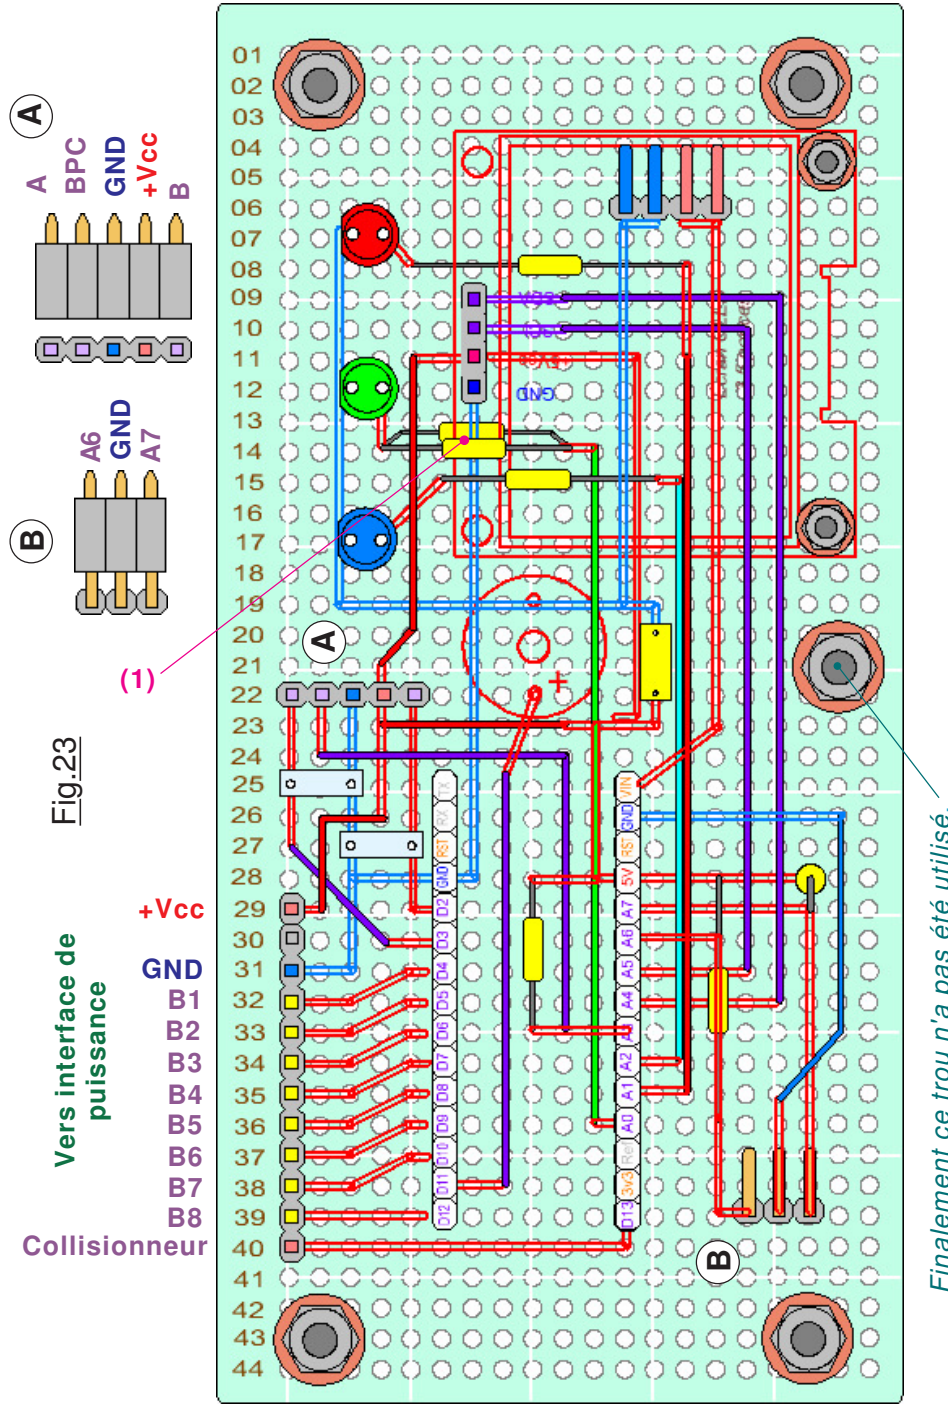 A
A
BPC
GND
+Vcc
B
B
A6
GND
A7
(1)
Fig.23
Vers interface de
puissance
+Vcc
GND
B1
B2
B3
B4
B5
B6
B7
B8
Collisionneur
01
02
03
04
05
06
07
08
09
10
11
12
13
14
15
16
17
18
19
20
21
22
23
24
25
26
27
28
29
30
31
32
33
34
35
36
37
38
39
40
41
42
43
44
A
GND
+
TX
RX
RST
GND
D2
D3
D4
D5
D6
D7
D8
D9
D10
D11
D12
VIN
GND
RST
5V
A7
A6
A5
A4
A2
A1
A0
Ref
3v3
D13
B
Finalement ce trou n'a pas été utilisé.